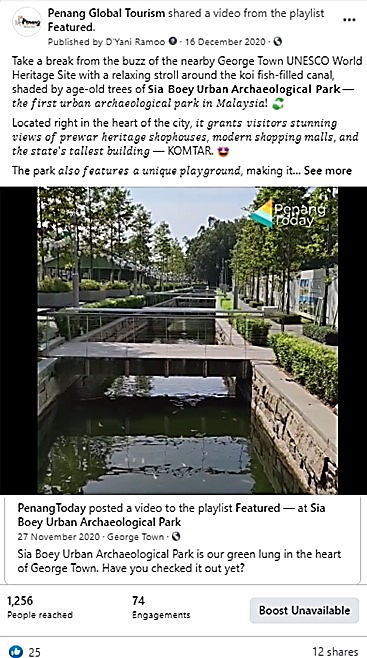 Penang Global Tourism shared a video from the playlist
Featured.
Published by D'Yani Ramoo · 16 December 2020 ·
Take a break from the buzz of the nearby George Town UNESCO World
Heritage Site with a relaxing stroll around the koi fish-filled canal,
shaded by age-old trees of Sia Boey Urban Archaeological Park —
the first urban archaeological park in Malaysia!
Located right in the heart of the city, it grants visitors stunning
views of prewar heritage shophouses, modern shopping malls, and
the state's tallest building — KOMTAR. 😍
The park also features a unique playground, making it... See more
Penang
Today
PenangToday posted a video to the playlist Featured — at Sia
Boey Urban Archaeological Park
27 November 2020 · George Town ·
Sia Boey Urban Archaeological Park is our green lung in the heart
of George Town. Have you checked it out yet?
1,256
People reached
74
Engagements
Boost Unavailable
25
12 shares